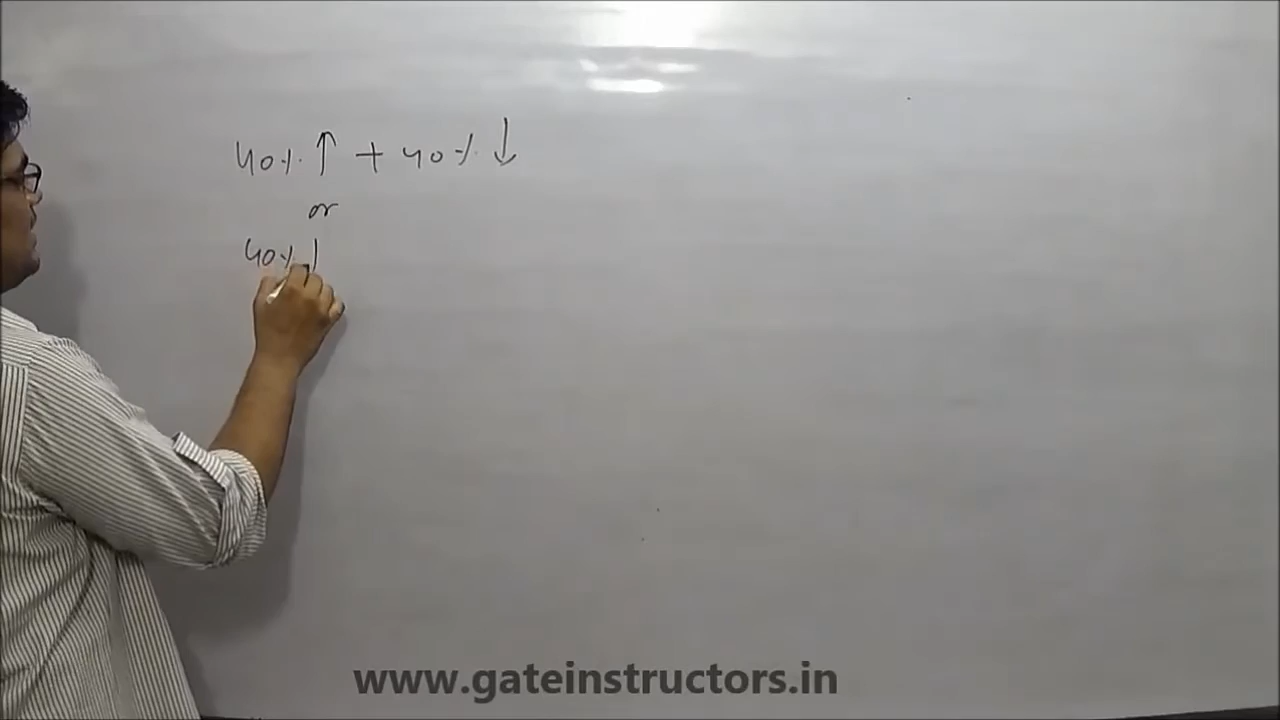 40% ↑ + 40% ↓
or
40% ↓
www.gateinstructors.in